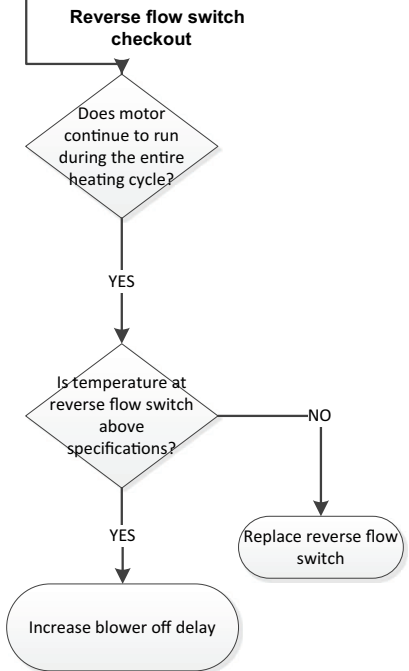 Reverse flow switch
checkout
Does motor
continue to run
during the entire
heating cycle?
YES
Is temperature at
reverse flow switch
above
specifications?
NO
YES
Replace reverse flow
switch
Increase blower off delay